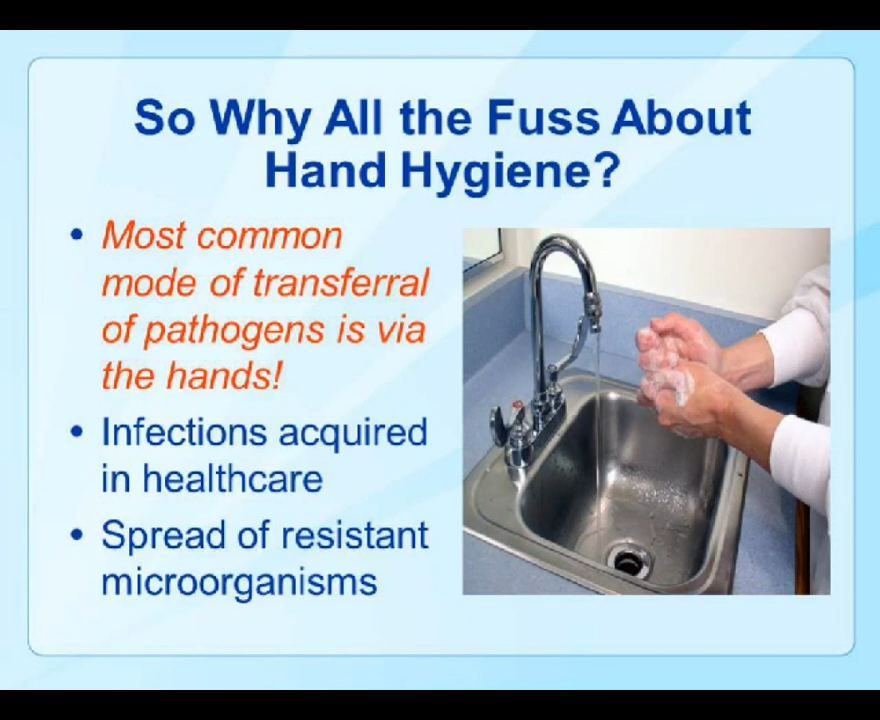 So Why All the Fuss About
Hand Hygiene?
• Most common
mode of transferral
of pathogens is via
the hands!
• Infections acquired
in healthcare
• Spread of resistant
microorganisms